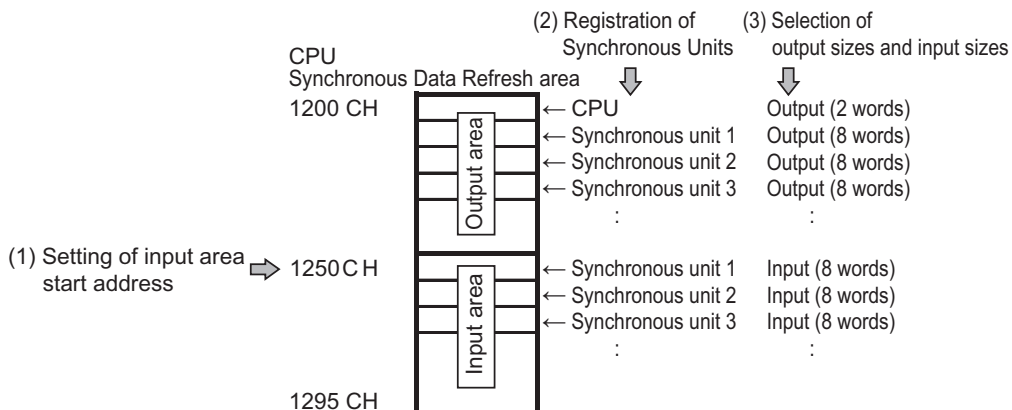 (2) Registration of
Synchronous Units
(3) Selection of
output sizes and input sizes
CPU
Synchronous Data Refresh area
1200 CH
← CPU
Output (2 words)
← Synchronous unit 1
Output (8 words)
← Synchronous unit 2
Output (8 words)
← Synchronous unit 3
Output (8 words)
:
:
Output area
(1) Setting of input area
start address
1250 CH
← Synchronous unit 1
Input (8 words)
← Synchronous unit 2
Input (8 words)
← Synchronous unit 3
Input (8 words)
:
:
Input area
1295 CH